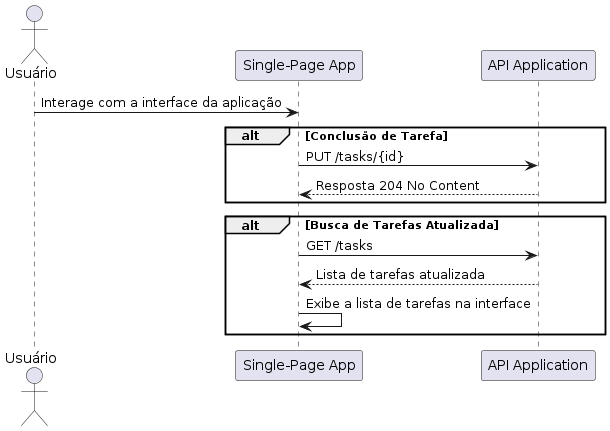 Usuário
Single-Page App
API Application
Interage com a interface da aplicação
alt
[Conclusão de Tarefa]
PUT /tasks/{id}
Resposta 204 No Content
alt
[Busca de Tarefas Atualizada]
GET /tasks
Lista de tarefas atualizada
Exibe a lista de tarefas na interface
Usuário
Single-Page App
API Application